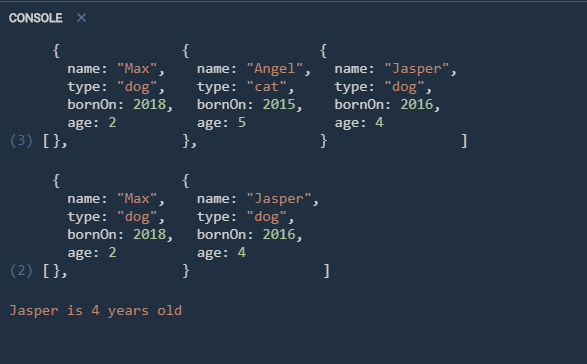 CONSOLE ×
{ { {
name: "Max", name: "Angel", name: "Jasper",
type: "dog", type: "cat", type: "dog",
bornOn: 2018, bornOn: 2015, bornOn: 2016,
age: 2 age: 5 age: 4
(3) [}, }, } ]
{ {
name: "Max", name: "Jasper",
type: "dog", type: "dog",
bornOn: 2018, bornOn: 2016,
age: 2 age: 4
(2) [}, } ]
Jasper is 4 years old